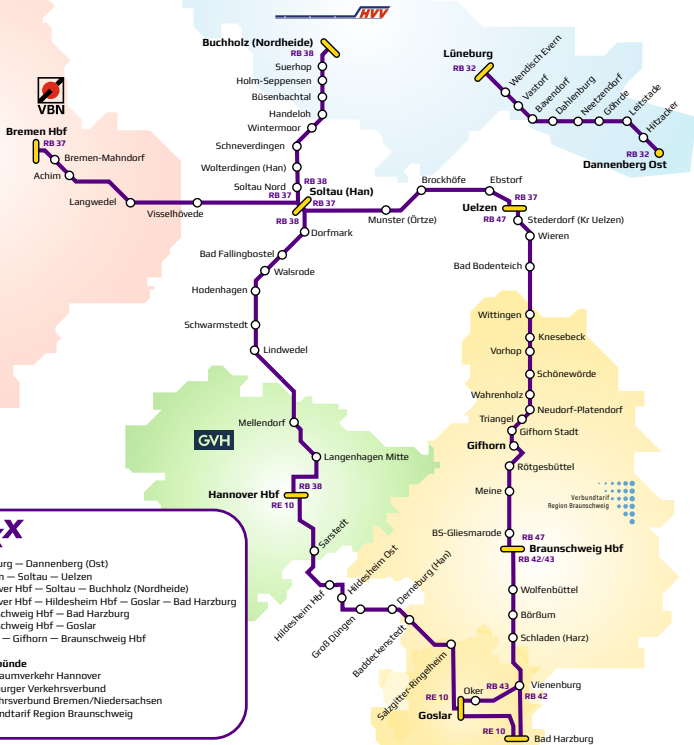 HVV
Buchholz (Nordheide)
RB 38
Suerhop
Holm-Seppensen
Büsenbachtal
Handeloh
Wintermoor
Schneverdingen
Wolterdingen (Han)
Soltau Nord
RB 38
RB 37
Soltau (Han)
RB 37
RB 38
Lüneburg
RB 32
Wendisch Evern
Vastorf
Bavendorf
Dahlenburg
Neetzendorf
Göhrde
Leitstade
Hitzacker
RB 32
Dannenberg Ost
VBN
Bremen Hbf
RB 37
Bremen-Mahndorf
Achim
Langwedel
Visselhövede
Brockhöfe
Ebstorf
Munster (Örtze)
RB 37
Uelzen
RB 47
Stederdorf (Kr Uelzen)
Wieren
Bad Bodenteich
Wittingen
Knesebeck
Vorhop
Schönewörde
Wahrenholz
Neudorf-Platendorf
Triangel
Gifhorn Stadt
Gifhorn
Rötgesbüttel
Meine
BS-Gliesmarode
RB 47
Braunschweig Hbf
RB 42/43
Verbundtarif
Region Braunschweig
Wolfenbüttel
Börßum
Schladen (Harz)
Vienenburg
RB 43
RB 42
Oker
RE 10
Goslar
RE 10
Bad Harzburg
Dorfmark
Bad Fallingbostel
Walsrode
Hodenhagen
Schwarmstedt
Lindwedel
Mellendorf
GVH
Langenhagen Mitte
RB 38
Hannover Hbf
RE 10
Sarstedt
Hildesheim Hbf
Hildesheim Ost
Groß Düngen
Derneburg (Han)
Baddeckenstedt
Salzgitter-Ringelheim
x
urg — Dannenberg (Ost)
n — Soltau — Uelzen
ver Hbf — Soltau — Buchholz (Nordheide)
ver Hbf — Hildesheim Hbf — Goslar — Bad Harzburg
schweig Hbf — Bad Harzburg
schweig Hbf — Goslar
— Gifhorn — Braunschweig Hbf
bünde
aumverkehr Hannover
burger Verkehrsverbund
ehrsverbund Bremen/Niedersachsen
undtarif Region Braunschweig